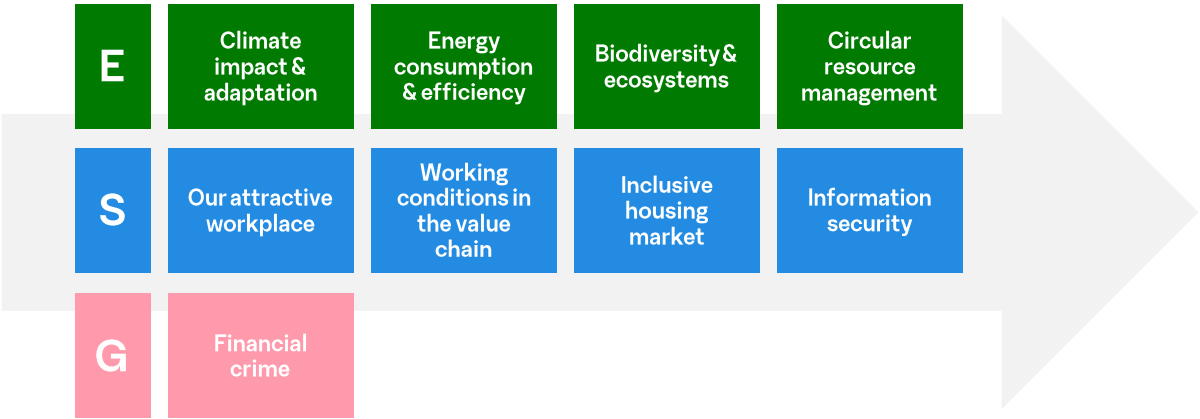 E
Climate
impact &
adaptation
Energy
consumption
& efficiency
Biodiversity &
ecosystems
Circular
resource
management
S
Our attractive
workplace
Working
conditions in
the value
chain
Inclusive
housing
market
Information
security
G
Financial
crime